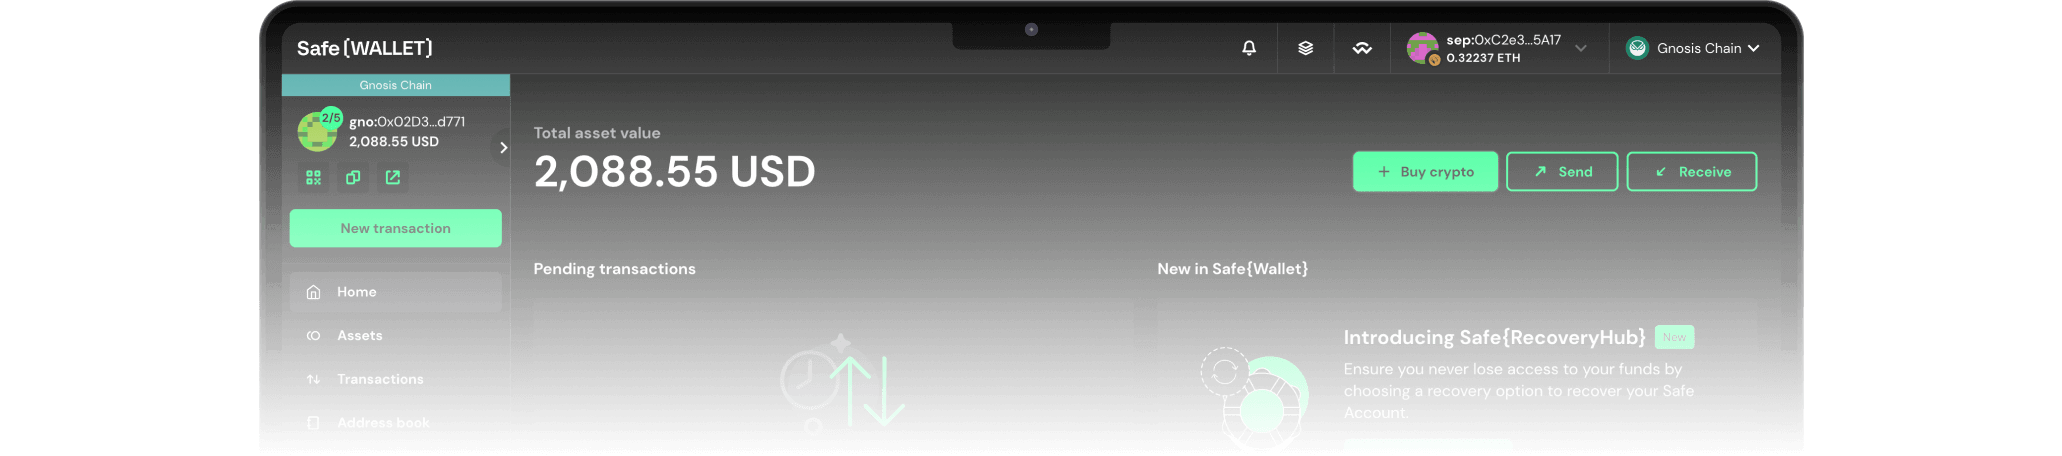 Safe{WALLET}
sep:0xC2e3...5A17
0.32237 ETH
Gnosis Chain
Gnosis Chain
2/5
gno:0x02D3...d771
2,088.55 USD
New transaction
Home
Assets
Transactions
Address book
Total asset value
2,088.55 USD
Buy crypto
Send
Receive
Pending transactions
New in Safe{Wallet}
Introducing Safe{RecoveryHub}
New
Ensure you never lose access to your funds by
choosing a recovery option to recover your Safe
Account.